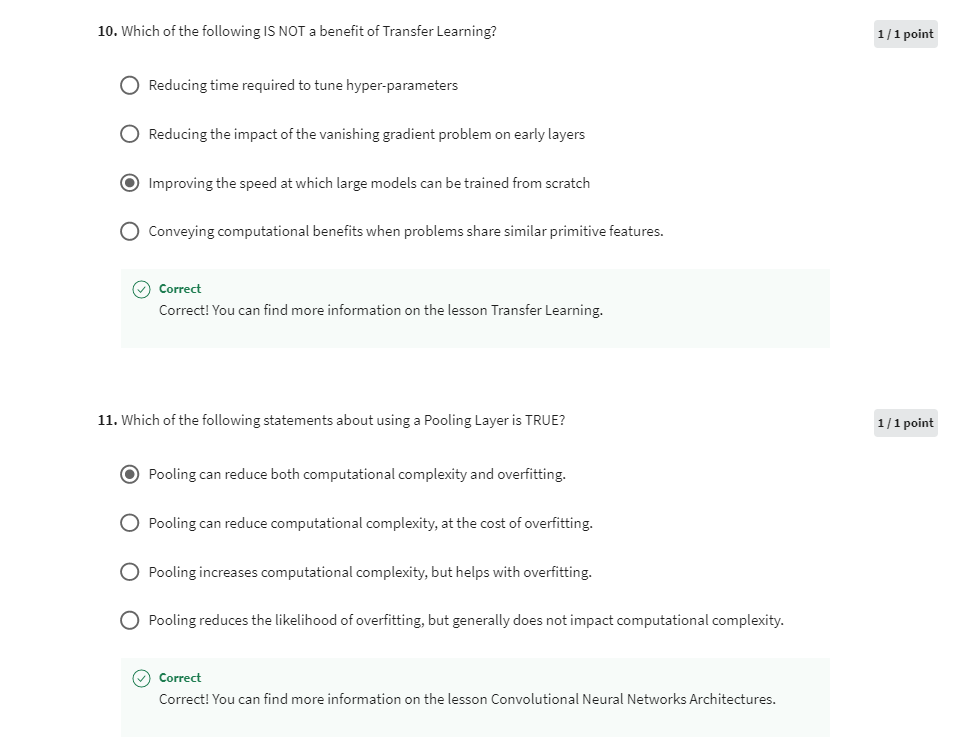 10. Which of the following IS NOT a benefit of Transfer Learning?
1 / 1 point
Reducing time required to tune hyper-parameters
Reducing the impact of the vanishing gradient problem on early layers
Improving the speed at which large models can be trained from scratch
Conveying computational benefits when problems share similar primitive features.
Correct
Correct! You can find more information on the lesson Transfer Learning.
11. Which of the following statements about using a Pooling Layer is TRUE?
1 / 1 point
Pooling can reduce both computational complexity and overfitting.
Pooling can reduce computational complexity, at the cost of overfitting.
Pooling increases computational complexity, but helps with overfitting.
Pooling reduces the likelihood of overfitting, but generally does not impact computational complexity.
Correct
Correct! You can find more information on the lesson Convolutional Neural Networks Architectures.